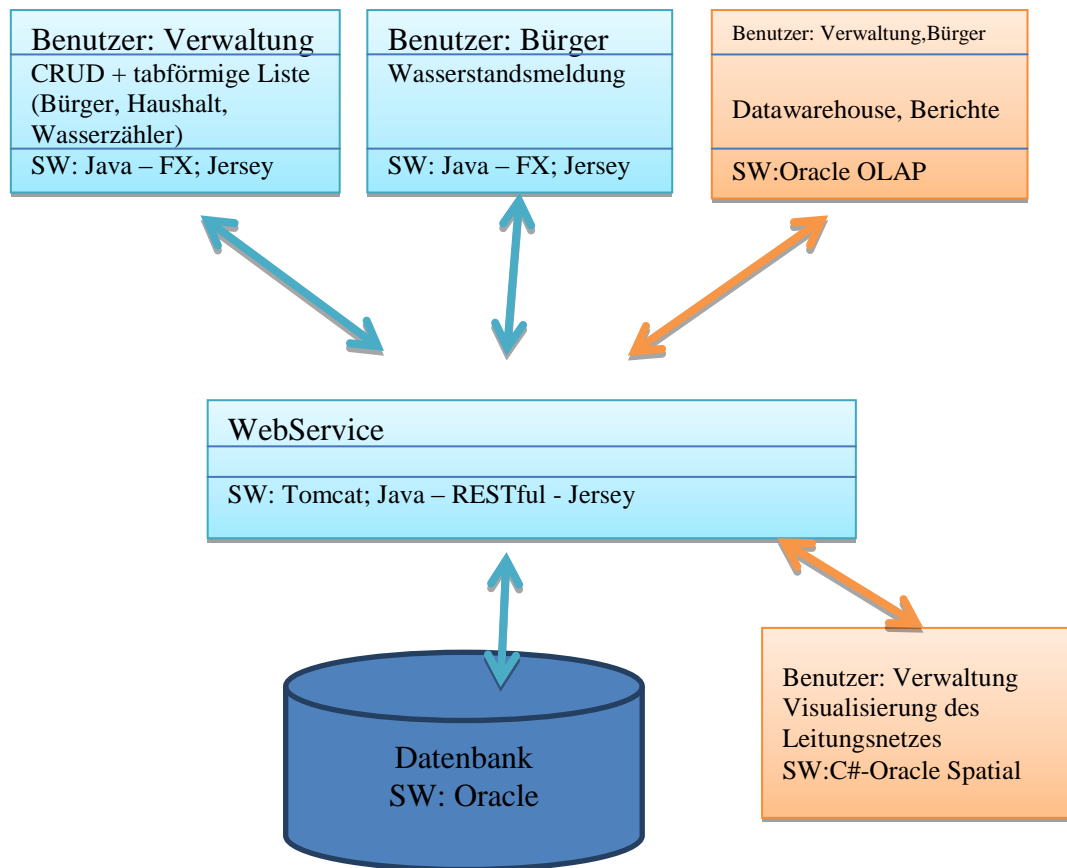 Benutzer: Verwaltung
CRUD + tabförmige Liste
(Bürger, Haushalt,
Wasserzähler)
SW: Java – FX; Jersey
Benutzer: Bürger
Wasserstandsmeldung
SW: Java – FX; Jersey
Benutzer: Verwaltung,Bürger
Datawarehouse, Berichte
SW:Oracle OLAP
WebService
SW: Tomcat; Java – RESTful - Jersey
Datenbank
SW: Oracle
Benutzer: Verwaltung
Visualisierung des
Leitungsnetzes
SW:C#-Oracle Spatial